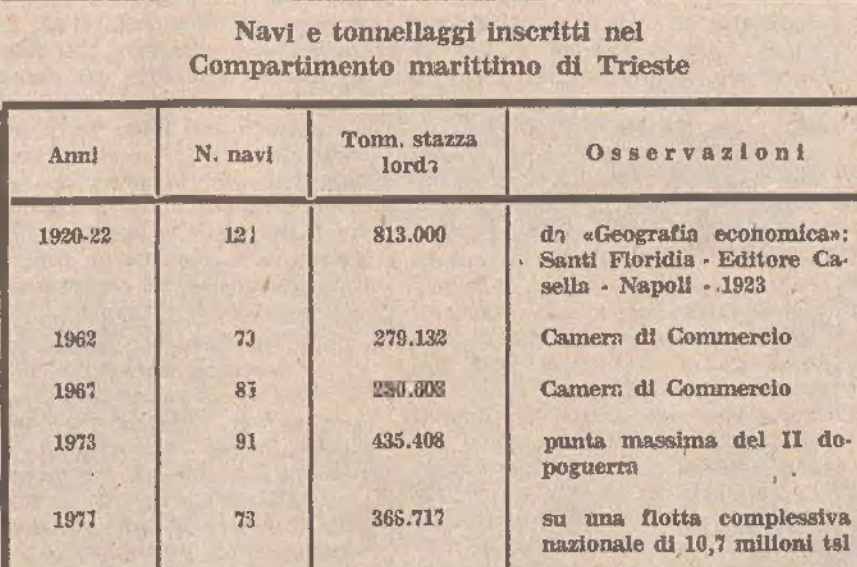 Navi e tonnellaggi inscritti nel
Compartimento marittimo di Trieste
Anni N. navi Tonn. stazza lorda Osservazioni
1920-22 813.000 da «Geografia economica»:
Santi Floridia - Editore Ca-
sella - Napoli - 1923
1962 279.132 Camera di Commercio
1967 Camera di Commercio
1973 91 435.408 punta massima del II do-
poguerra
1977 73 su una flotta complessiva
nazionale di 10,7 milioni tsl